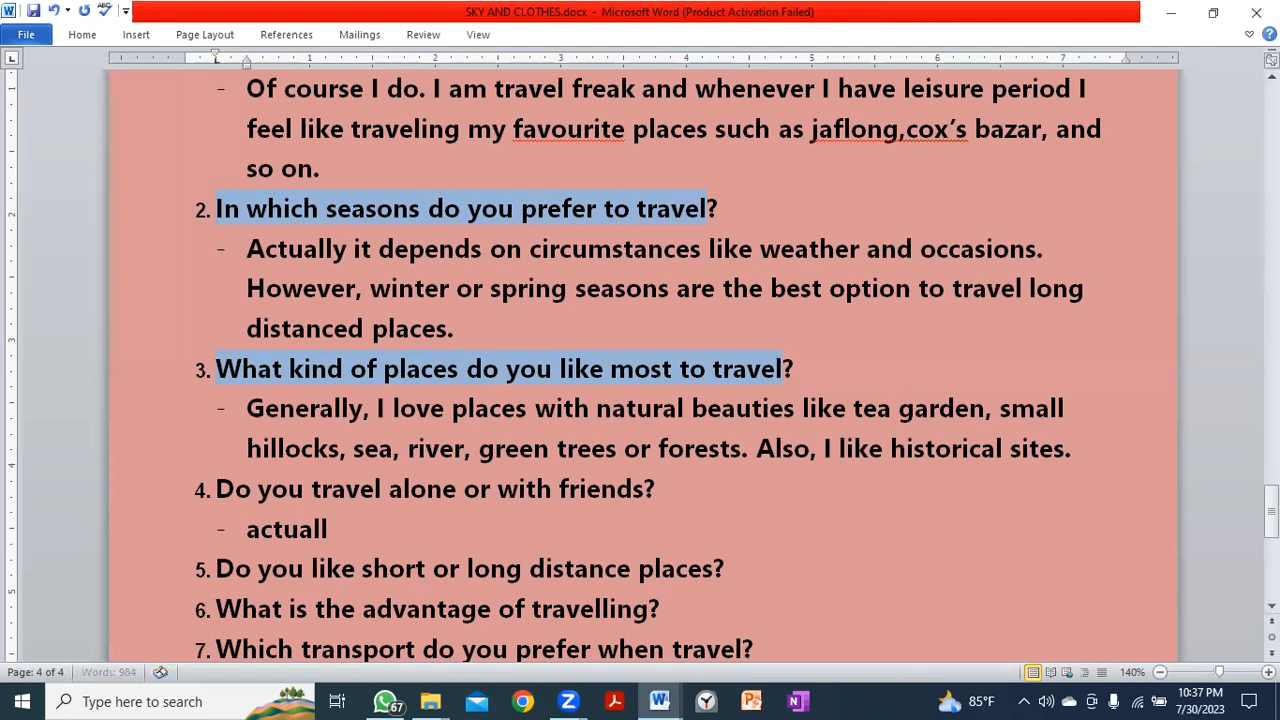 SKY AND CLOTHES.docx - Microsoft Word (Product Activation Failed)
File Home Insert Page Layout References Mailings Review View
1 2 3 4 5 6 7
- Of course I do. I am travel freak and whenever I have leisure period I
feel like traveling my favourite places such as jaflong,cox’s bazar, and
so on.
2. In which seasons do you prefer to travel?
- Actually it depends on circumstances like weather and occasions.
However, winter or spring seasons are the best option to travel long
distanced places.
3. What kind of places do you like most to travel?
- Generally, I love places with natural beauties like tea garden, small
hillocks, sea, river, green trees or forests. Also, I like historical sites.
4. Do you travel alone or with friends?
- actuall
5. Do you like short or long distance places?
6. What is the advantage of travelling?
7. Which transport do you prefer when travel?
Page: 4 of 4 Words: 984 140%
Type here to search 67 85°F 10:37 PM
7/30/2023